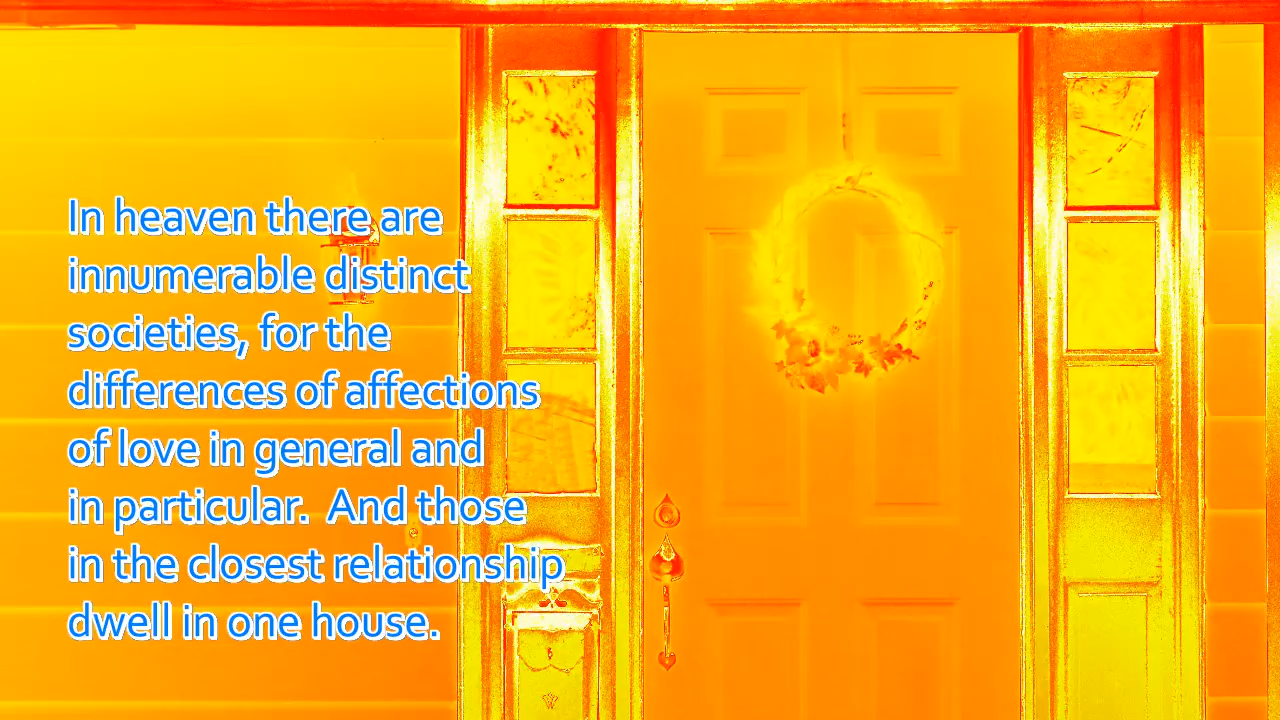 In heaven there are
innumerable distinct
societies, for the
differences of affections
of love in general and
in particular.  And those
in the closest relationship
dwell in one house.